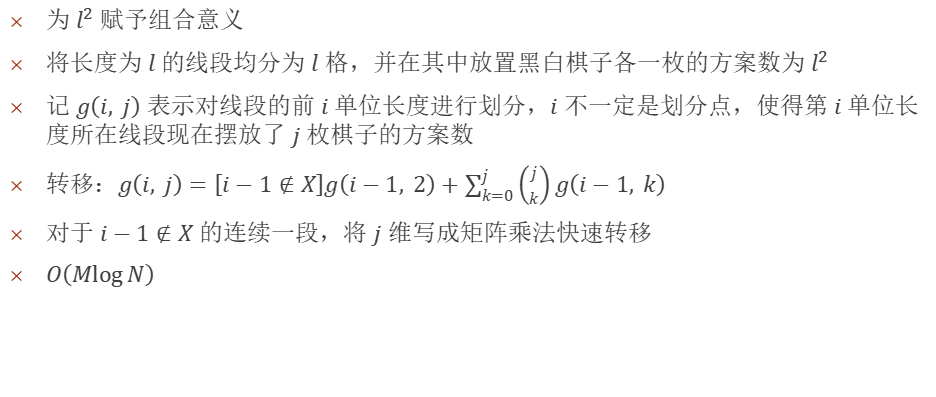 × 为 l² 赋予组合意义
× 将长度为 l 的线段均分为 l 格，并在其中放置黑白棋子各一枚的方案数为 l²
× 记 g(i, j) 表示对线段的前 i 单位长度进行划分，i 不一定是划分点，使得第 i 单位长
度所在线段现在摆放了 j 枚棋子的方案数
× 转移：g(i, j) = [i − 1 ∉ X]g(i − 1, 2) + ∑_{k=0}^{j} \binom{j}{k} g(i − 1, k)
× 对于 i − 1 ∉ X 的连续一段，将 j 维写成矩阵乘法快速转移
× O(M log N)